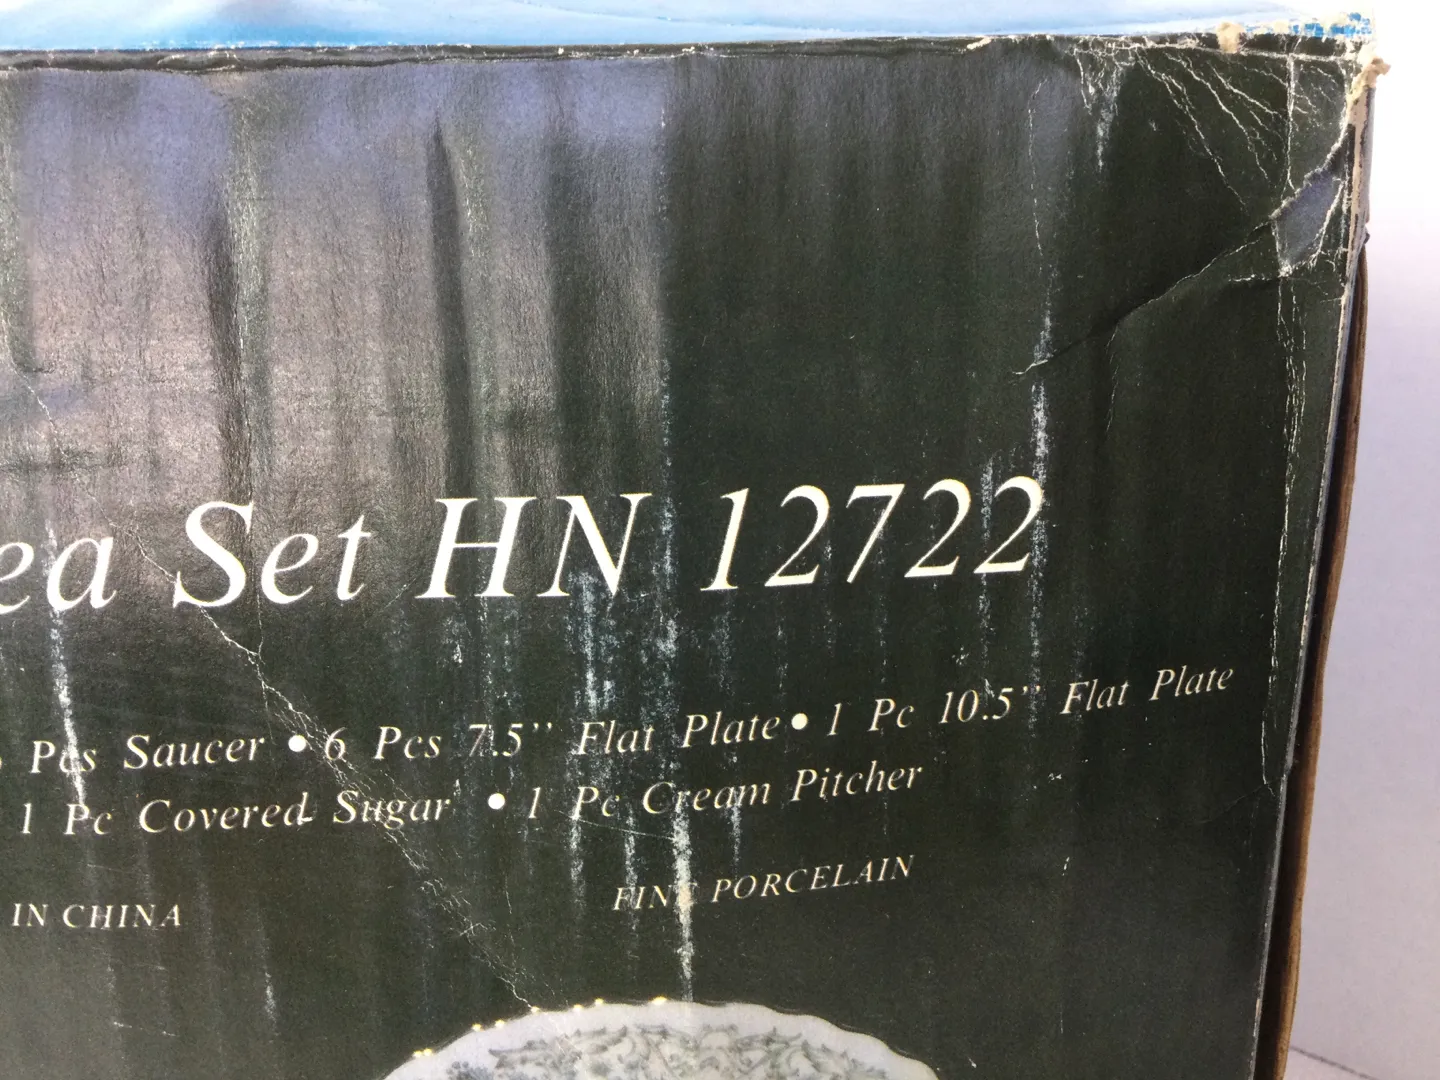 ea Set HN 12722
Pcs Saucer • 6 Pcs 7.5’’ Flat Plate • 1 Pc 10.5’’ Flat Plate
1 Pc Covered Sugar • 1 Pc Cream Pitcher
IN CHINA
FINE PORCELAIN